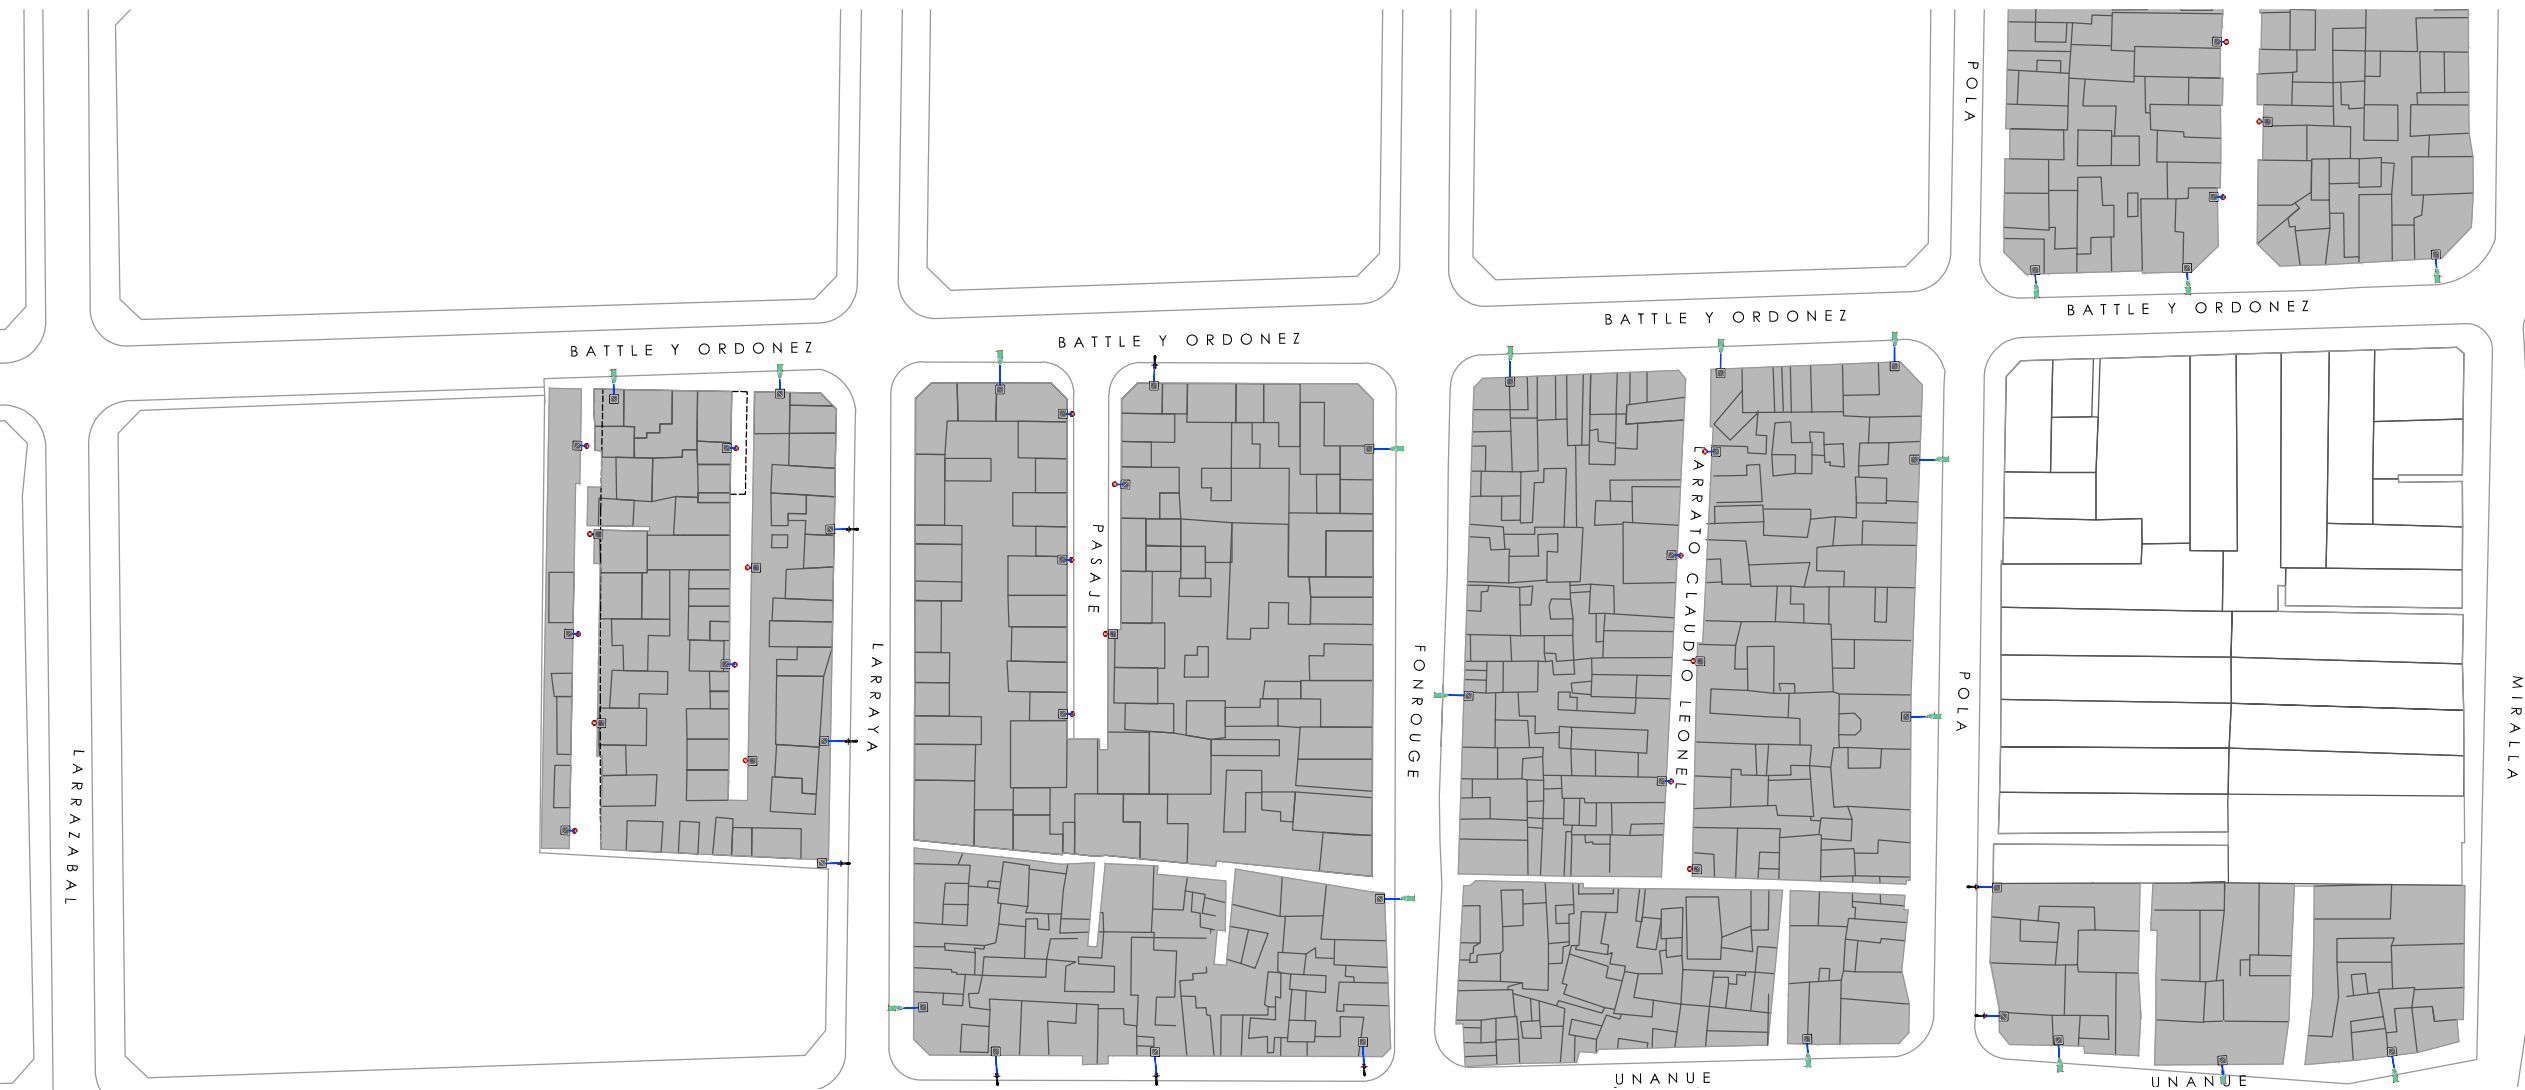 POLA
BATTLE Y ORDONEZ
BATTLE Y ORDONEZ
BATTLE Y ORDONEZ
BATTLE Y ORDONEZ
LARRATO CLAUDIO LEONEL
PASAJE
LARRAYA
FONROUGE
POLA
MIRALLA
LARRAZABAL
UNANUE
UNANUE